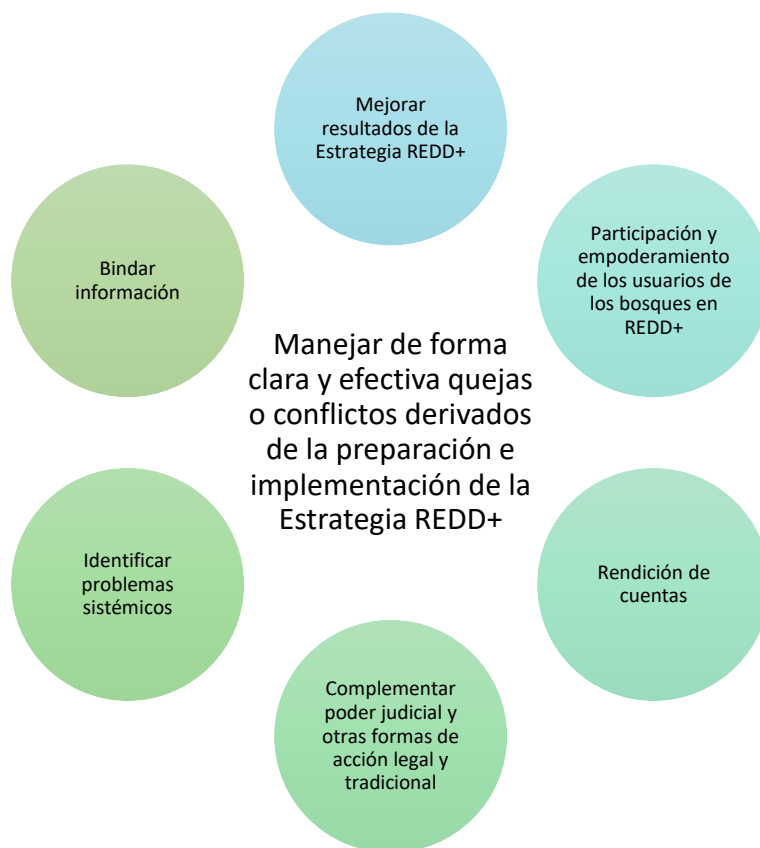 Mejorar
resultados de la
Estrategia REDD+
Participación y
empoderamiento
de los usuarios de
los bosques en
REDD+
Bindar
información
Manejar de forma
clara y efectiva quejas
o conflictos derivados
de la preparación e
implementación de la
Estrategia REDD+
Identificar
problemas
sistémicos
Rendición de
cuentas
Complementar
poder judicial y
otras formas de
acción legal y
tradicional